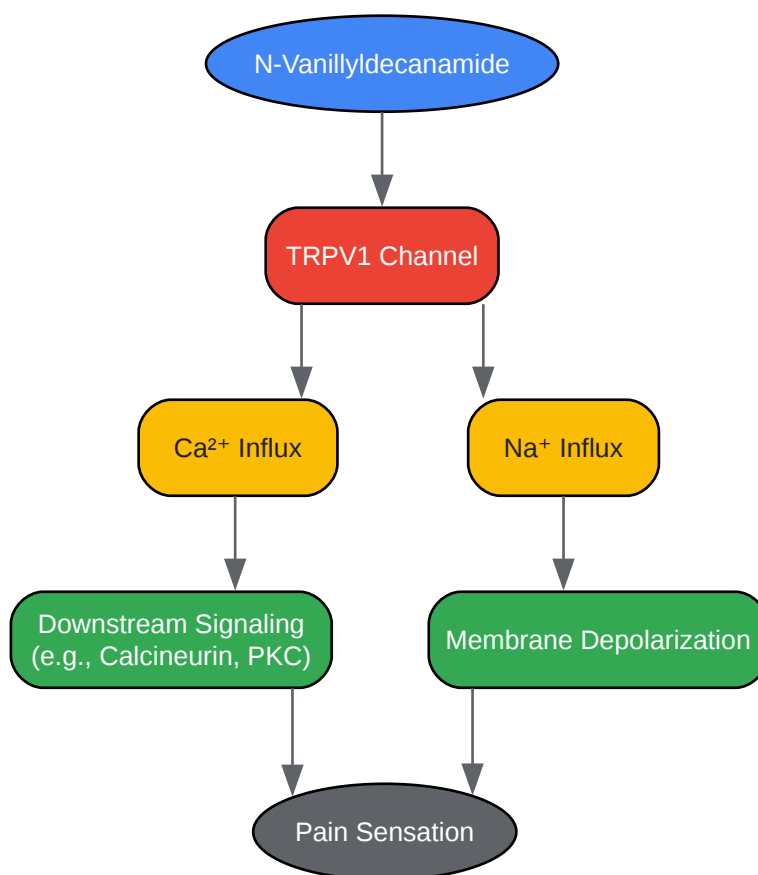 N-Vanillyldecanamide
TRPV1 Channel
Ca²⁺ Influx
Na⁺ Influx
Downstream Signaling
(e.g., Calcineurin, PKC)
Membrane Depolarization
Pain Sensation